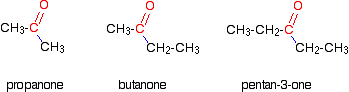 O O O
CH₃-C CH₃-C CH₃-CH₂-C
CH₃ CH₂-CH₃ CH₂-CH₃
propanone butanone pentan-3-one